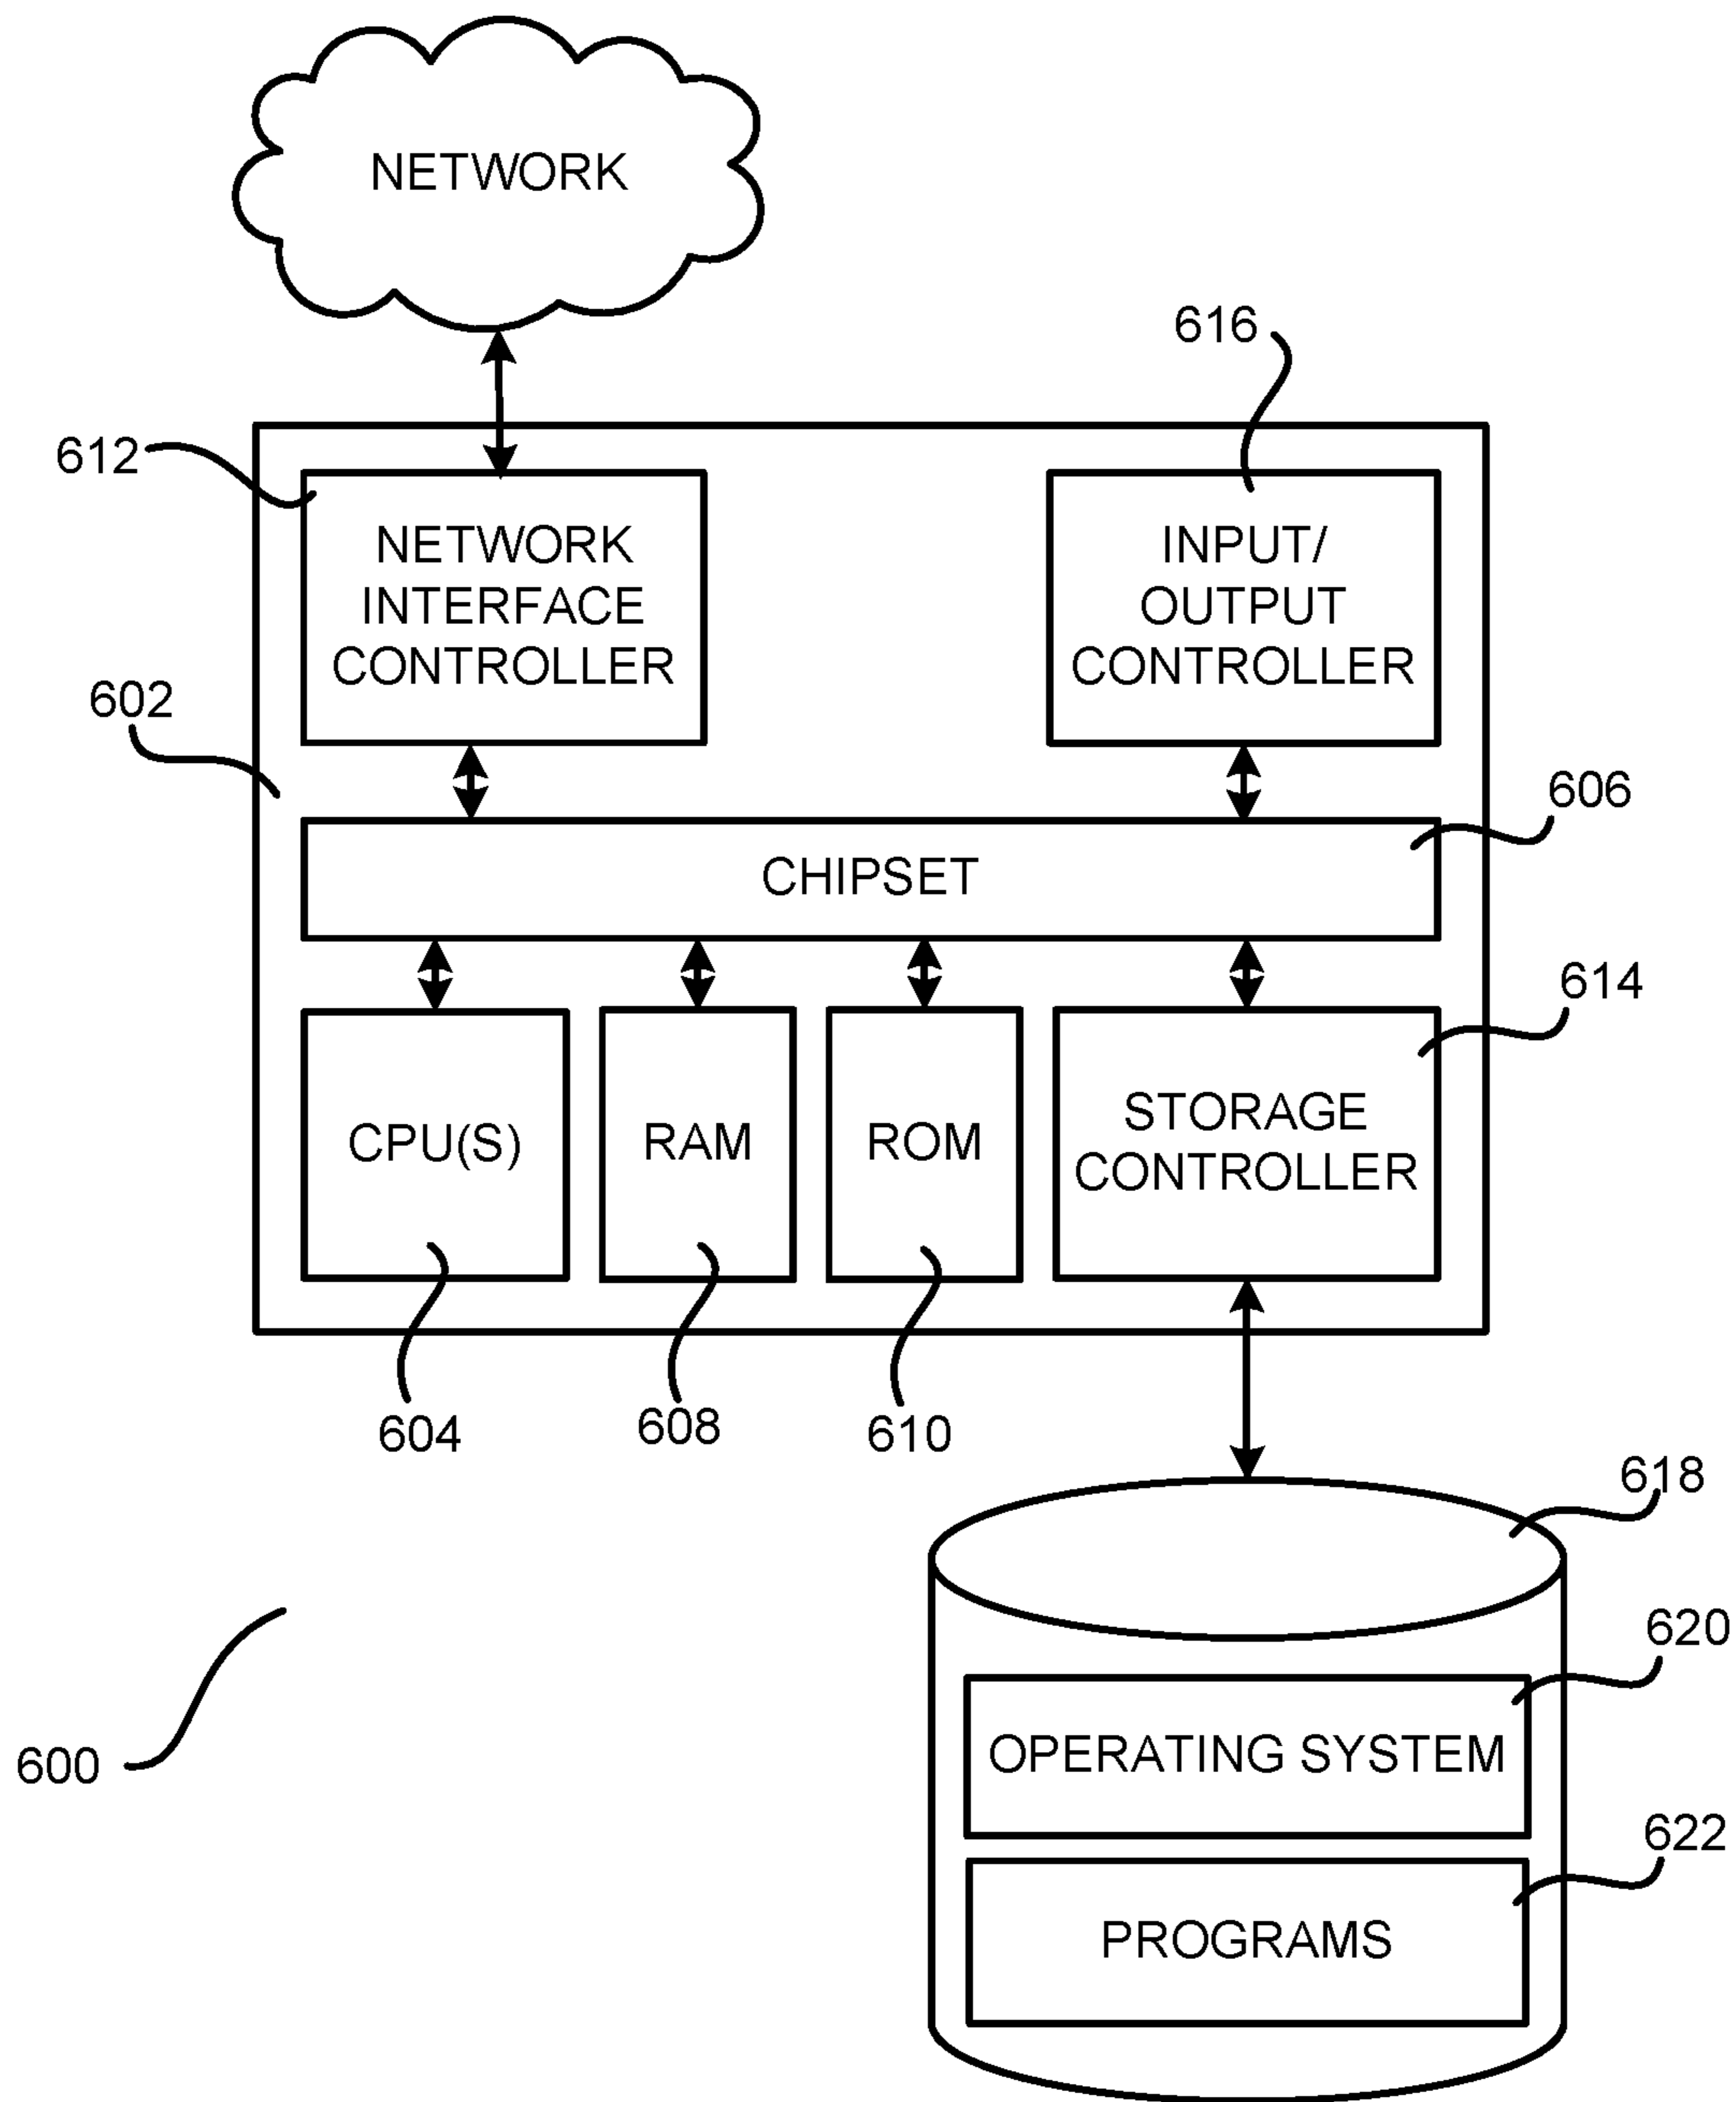 NETWORK
616
612
NETWORK
INTERFACE
CONTROLLER
INPUT/
OUTPUT
CONTROLLER
602
606
CHIPSET
614
CPU(S)
RAM
ROM
STORAGE
CONTROLLER
604
608
610
618
620
OPERATING SYSTEM
600
622
PROGRAMS